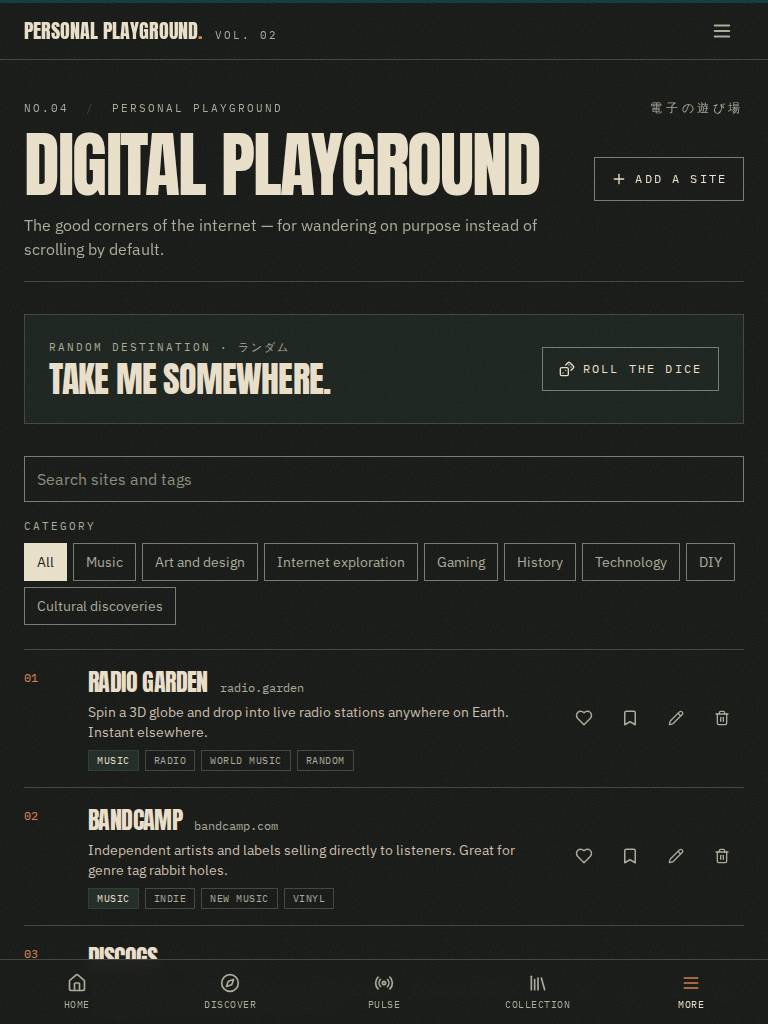 PERSONAL PLAYGROUND. VOL. 02
NO.04 / PERSONAL PLAYGROUND 電子の遊び場
DIGITAL PLAYGROUND
ADD A SITE
The good corners of the internet — for wandering on purpose instead of
scrolling by default.
RANDOM DESTINATION · ランダム
TAKE ME SOMEWHERE.
ROLL THE DICE
Search sites and tags
CATEGORY
All Music Art and design Internet exploration Gaming History Technology DIY
Cultural discoveries
01 RADIO GARDEN radio.garden
Spin a 3D globe and drop into live radio stations anywhere on Earth.
Instant elsewhere.
MUSIC RADIO WORLD MUSIC RANDOM
02 BANDCAMP bandcamp.com
Independent artists and labels selling directly to listeners. Great for
genre tag rabbit holes.
MUSIC INDIE NEW MUSIC VINYL
03 DISCOGS
HOME DISCOVER PULSE COLLECTION MORE